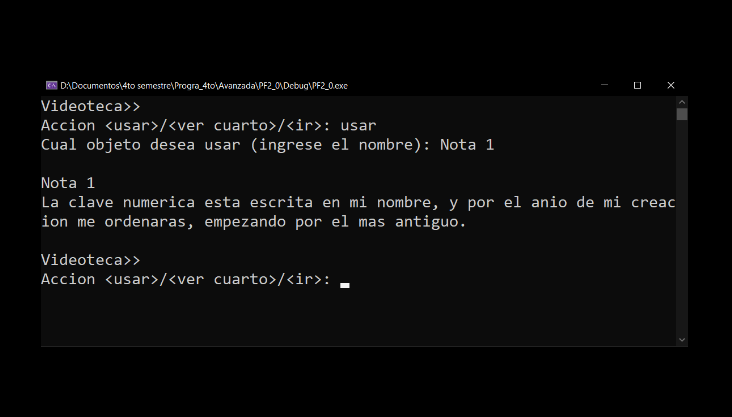 D:\Documentos\4to semestre\Progra_4to\Avanzada\PF2_0\Debug\PF2_0.exe
Videoteca>>
Accion <usar>/<ver cuarto>/<ir>: usar
Cual objeto desea usar (ingrese el nombre): Nota 1
Nota 1
La clave numerica esta escrita en mi nombre, y por el anio de mi creac
ion me ordenaras, empezando por el mas antiguo.
Videoteca>>
Accion <usar>/<ver cuarto>/<ir>: